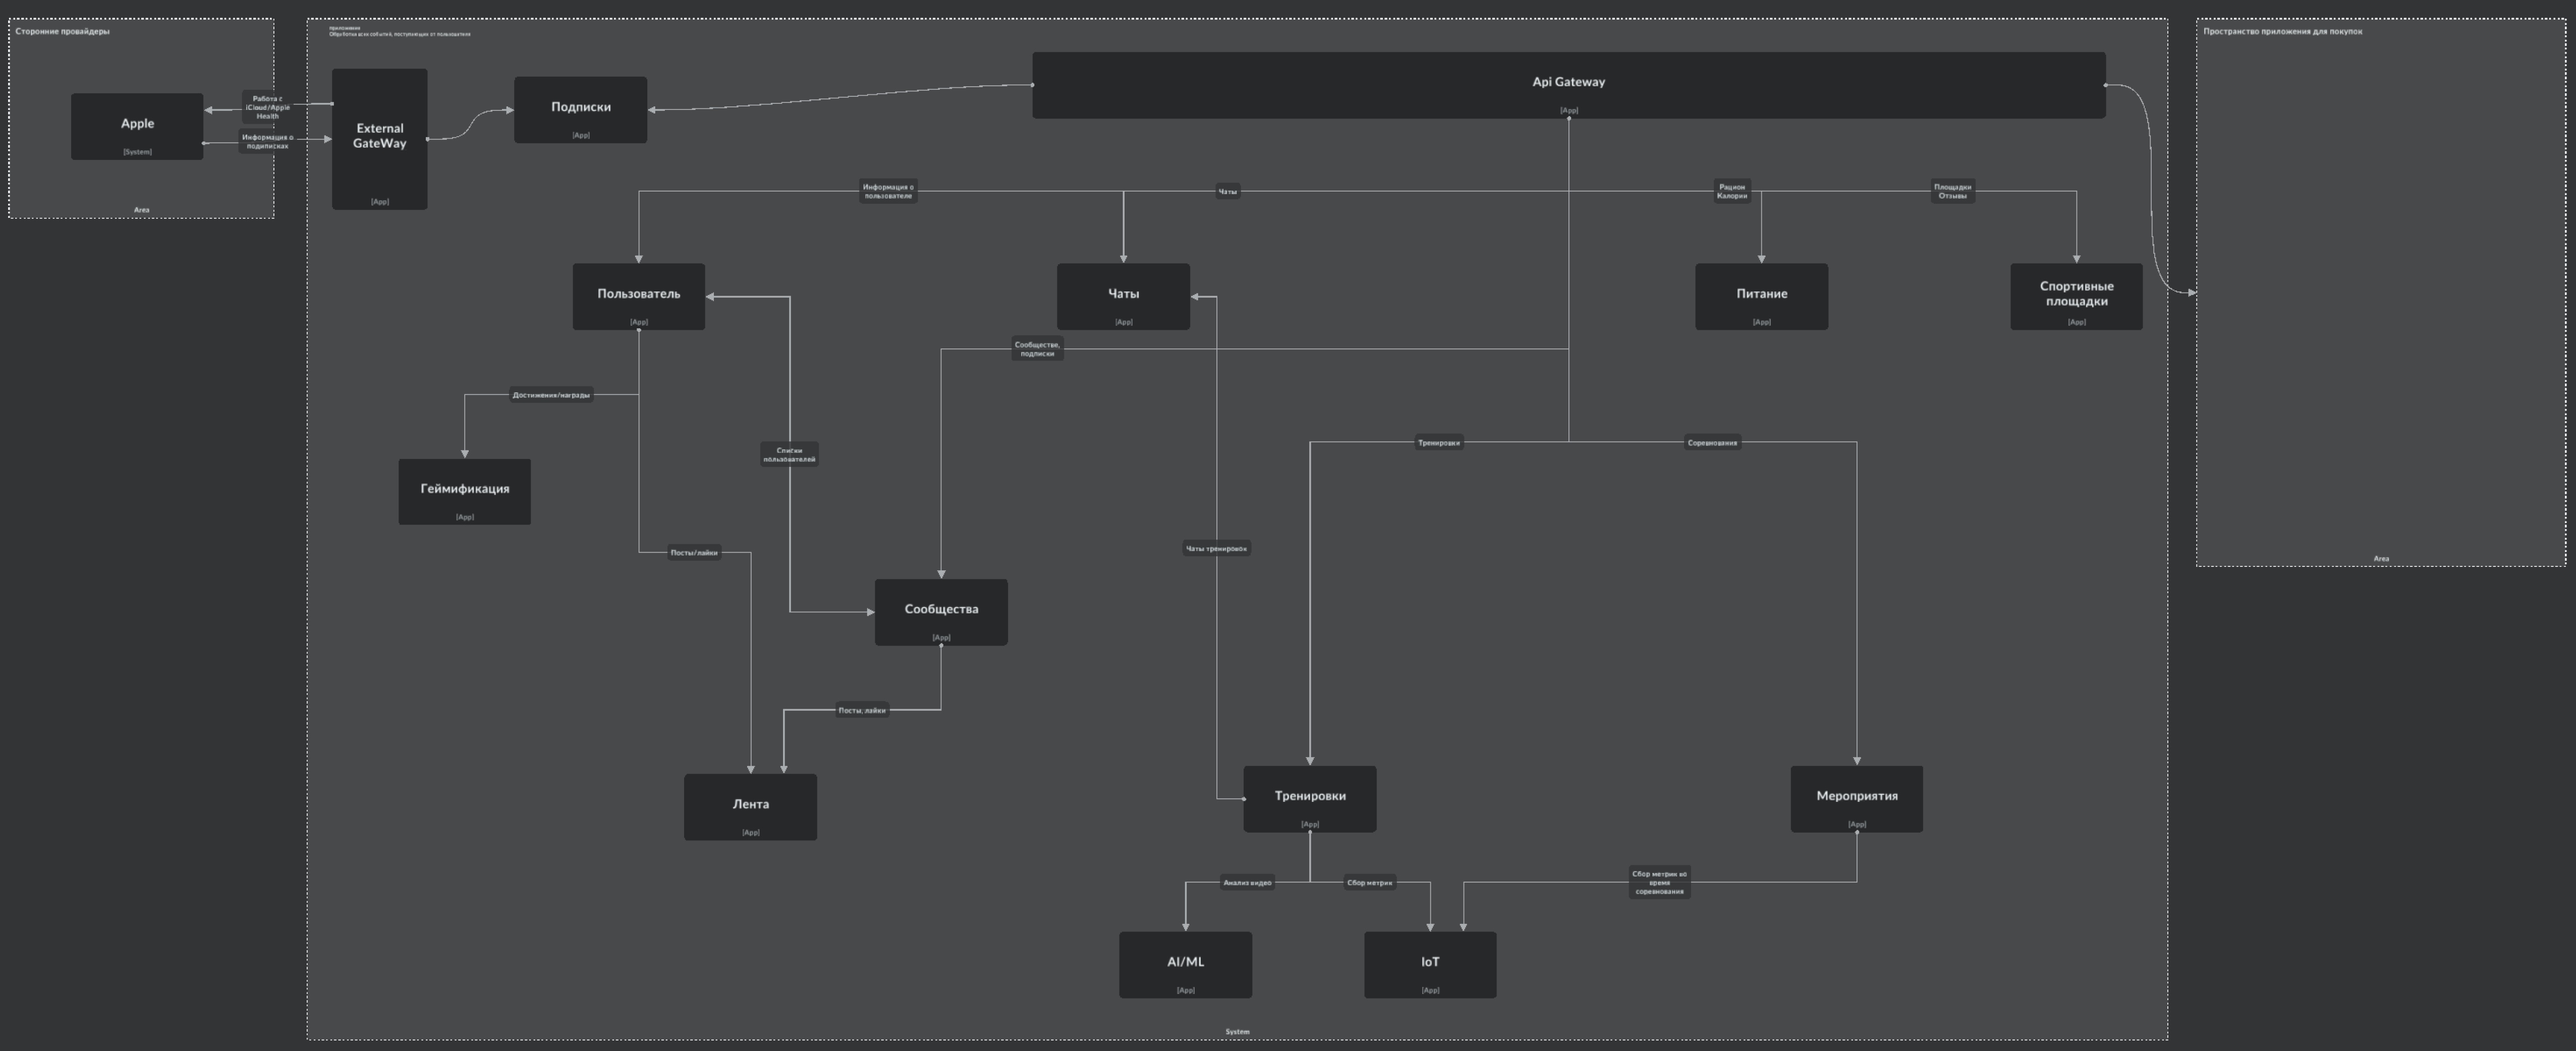 Сторонние провайдеры
Apple
[System]
Area
Работа с
iCloud/Apple
Health
Информация о
подписках
Приложение
Обработка всех событий, поступающих от пользователя
External
GateWay
[App]
Подписки
[App]
Api Gateway
[App]
Пространство приложения для покупок
Area
Информация о
пользователе
Чаты
Рацион
Калории
Площадки
Отзывы
Пользователь
[App]
Чаты
[App]
Питание
[App]
Спортивные
площадки
[App]
Сообщества,
подписки
Достижения/награды
Списки
пользователей
Тренировки
Соревнования
Геймификация
[App]
Посты/лайки
Чаты тренировок
Сообщества
[App]
Посты, лайки
Лента
[App]
Тренировки
[App]
Мероприятия
[App]
Анализ видео
Сбор метрик
Сбор метрик во
время
соревнования
AI/ML
[App]
IoT
[App]
System